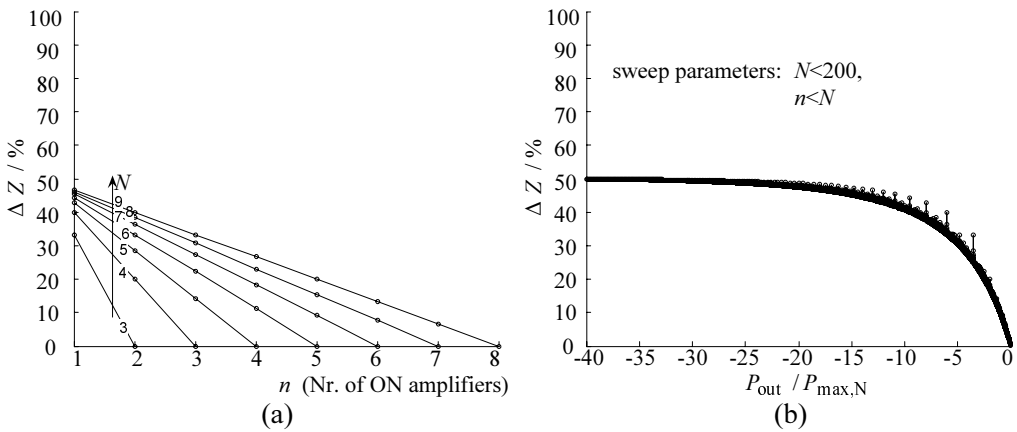 100
90
80
70
60
50
40
30
20
10
0
Δ Z / %
N
9
8
7
6
5
4
3
1 2 3 4 5 6 7 8
n (Nr. of ON amplifiers)
(a)
100
90
80
70
60
50
40
30
20
10
0
Δ Z / %
sweep parameters: N<200,
n<N
-40 -35 -30 -25 -20 -15 -10 -5 0
Pout / Pmax,N
(b)